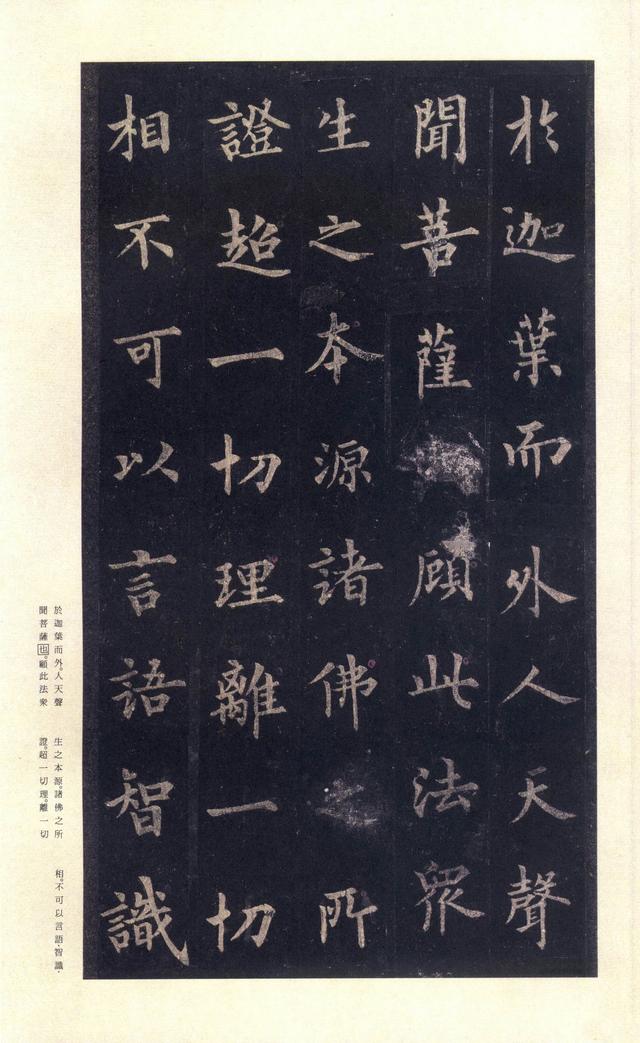 於迦葉而外人天聲
聞菩薩顧此法眾
生之本源諸佛之所
證超一切理離一切
相不可以言語智識
於迦葉而外。人天聲
聞菩薩也。顧此法衆
生之本源。諸佛之所
證。超一切理。離一切
相。不可以言語、智識、